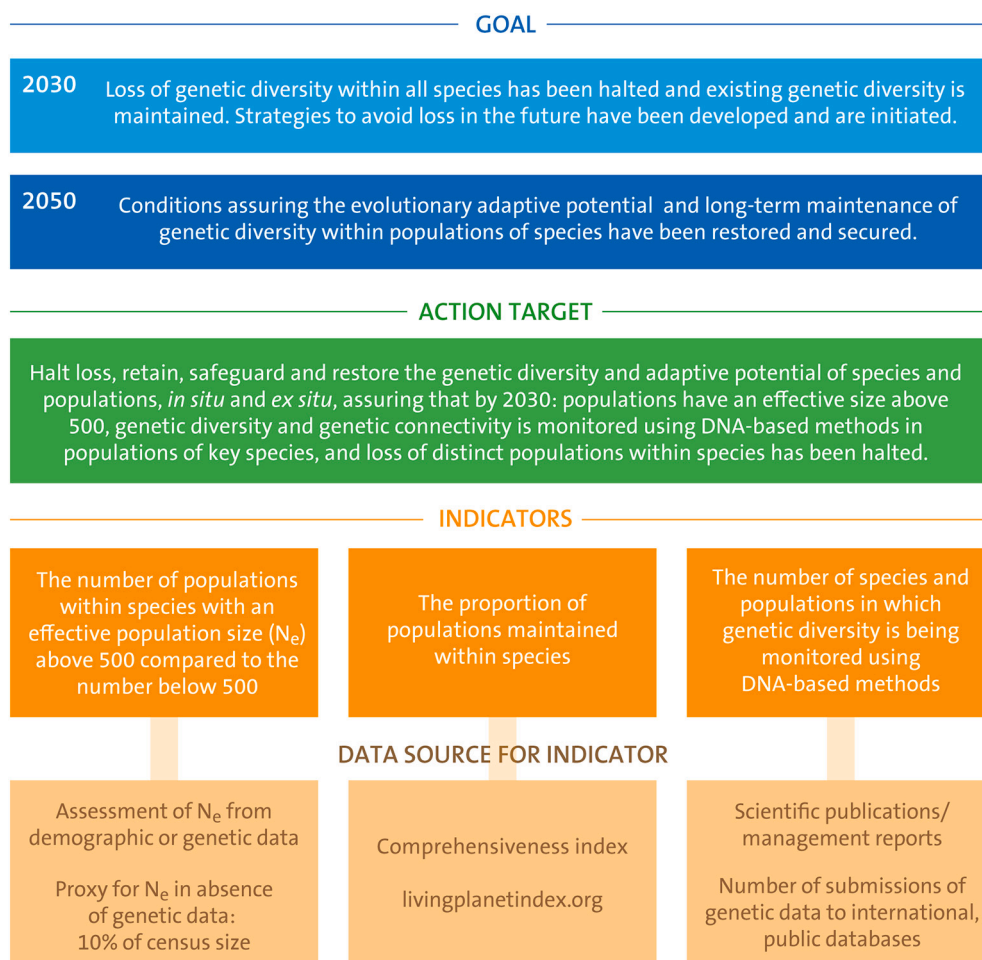 GOAL
2030
Loss of genetic diversity within all species has been halted and existing genetic diversity is
maintained. Strategies to avoid loss in the future have been developed and are initiated.
2050
Conditions assuring the evolutionary adaptive potential and long-term maintenance of
genetic diversity within populations of species have been restored and secured.
ACTION TARGET
Halt loss, retain, safeguard and restore the genetic diversity and adaptive potential of species and
populations, in situ and ex situ, assuring that by 2030: populations have an effective size above
500, genetic diversity and genetic connectivity is monitored using DNA-based methods in
populations of key species, and loss of distinct populations within species has been halted.
INDICATORS
The number of populations
within species with an
effective population size (Ne)
above 500 compared to the
number below 500
The proportion of
populations maintained
within species
The number of species and
populations in which
genetic diversity is being
monitored using
DNA-based methods
DATA SOURCE FOR INDICATOR
Assessment of Ne from
demographic or genetic data
Proxy for Ne in absence
of genetic data:
10% of census size
Comprehensiveness index
livingplanetindex.org
Scientific publications/
management reports
Number of submissions of
genetic data to international,
public databases